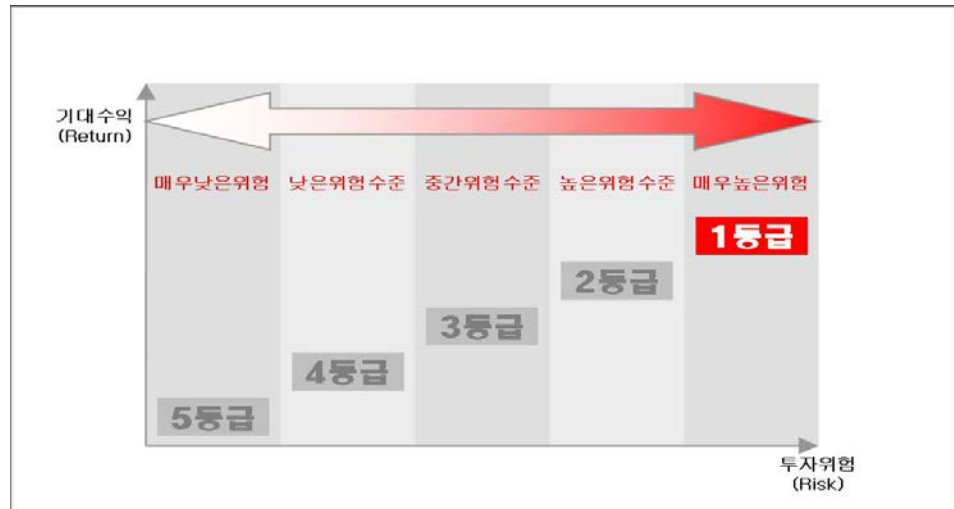 기대수익
(Return)
매우낮은위험 낮은위험수준 중간위험수준 높은위험수준 매우높은위험
1등급
2등급
3등급
4등급
5등급
투자위험
(Risk)